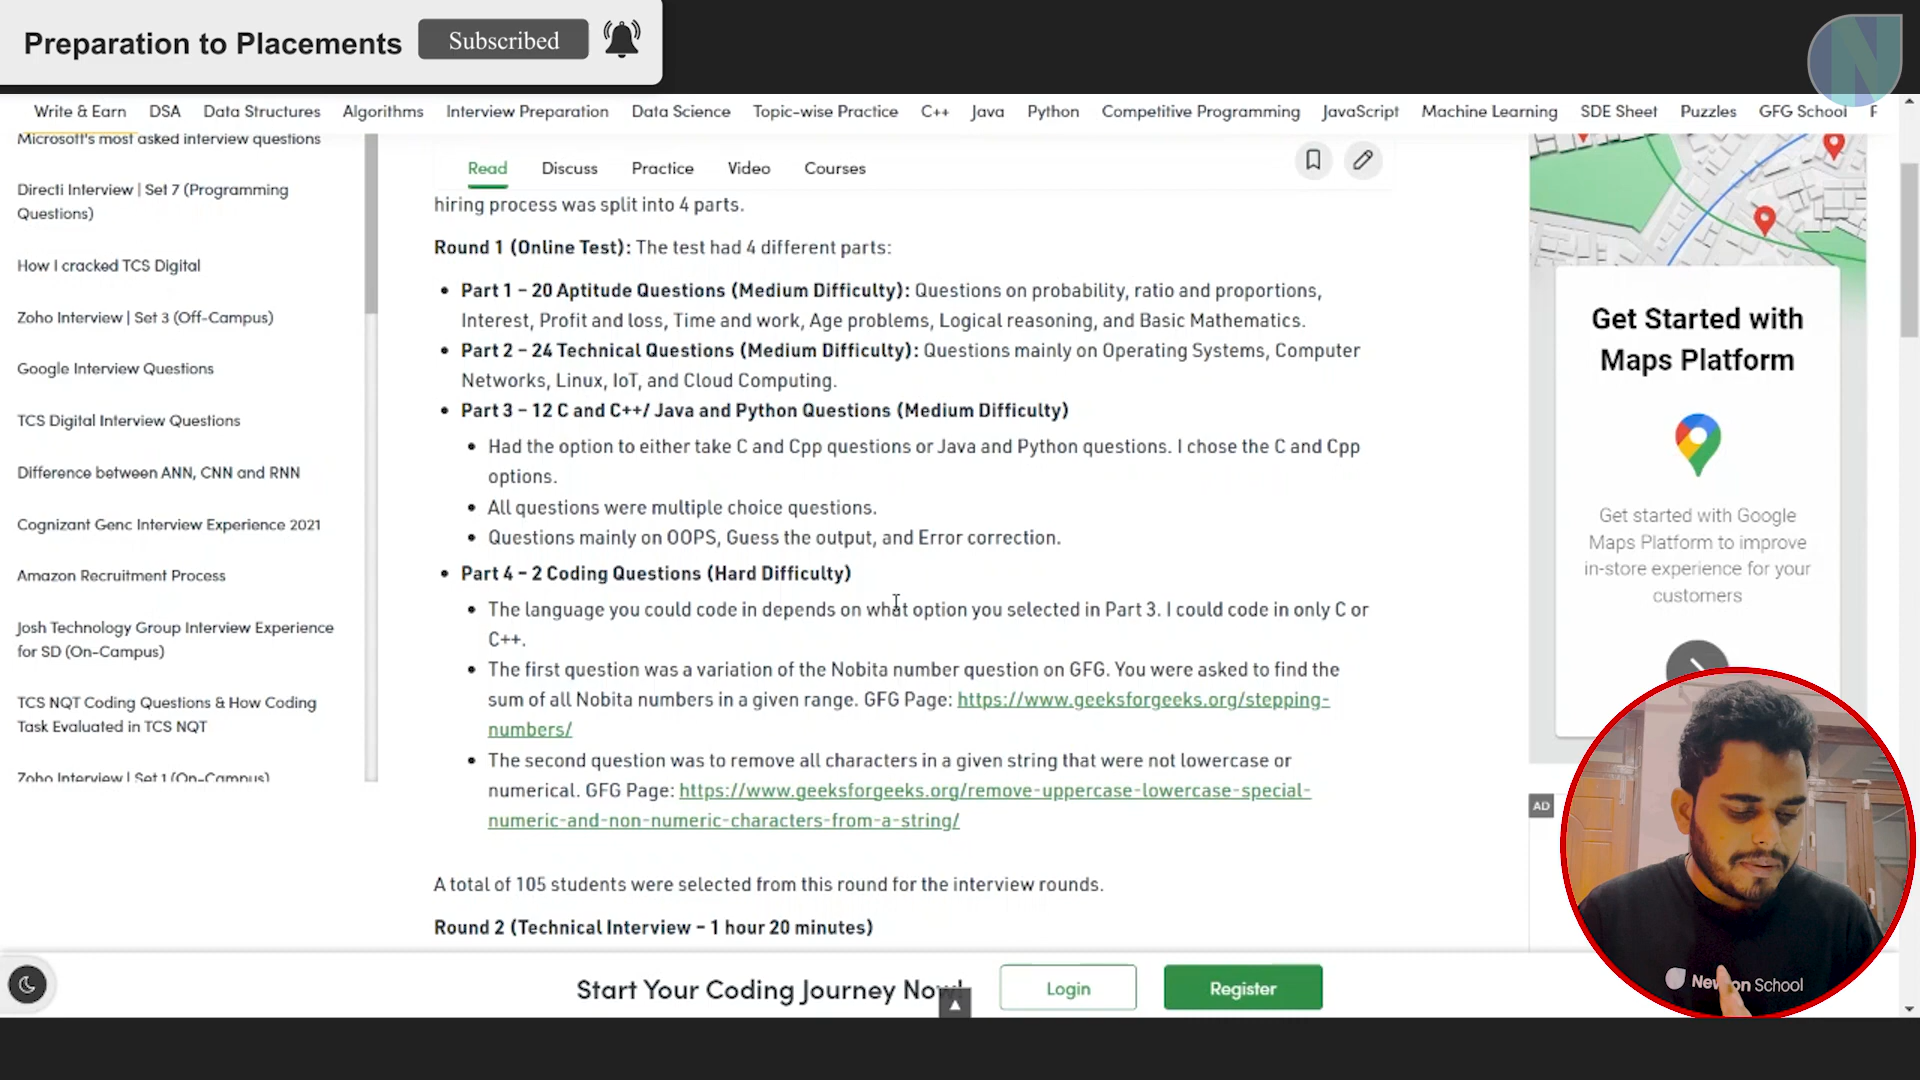 Preparation to Placements
Subscribed
Write & Earn DSA Data Structures Algorithms Interview Preparation Data Science Topic-wise Practice C++ Java Python Competitive Programming JavaScript Machine Learning SDE Sheet Puzzles GFG School
Microsoft's most asked interview questions
Directi Interview | Set 7 (Programming
Questions)
How I cracked TCS Digital
Zoho Interview | Set 3 (Off-Campus)
Google Interview Questions
TCS Digital Interview Questions
Difference between ANN, CNN and RNN
Cognizant Genc Interview Experience 2021
Amazon Recruitment Process
Josh Technology Group Interview Experience
for SD (On-Campus)
TCS NQT Coding Questions & How Coding
Task Evaluated in TCS NQT
Zoho Interview | Set 1 (On-Campus)
Read Discuss Practice Video Courses
hiring process was split into 4 parts.
Round 1 (Online Test): The test had 4 different parts:
• Part 1 – 20 Aptitude Questions (Medium Difficulty): Questions on probability, ratio and proportions,
Interest, Profit and loss, Time and work, Age problems, Logical reasoning, and Basic Mathematics.
• Part 2 – 24 Technical Questions (Medium Difficulty): Questions mainly on Operating Systems, Computer
Networks, Linux, IoT, and Cloud Computing.
• Part 3 – 12 C and C++/ Java and Python Questions (Medium Difficulty)
• Had the option to either take C and Cpp questions or Java and Python questions. I chose the C and Cpp
options.
• All questions were multiple choice questions.
• Questions mainly on OOPS, Guess the output, and Error correction.
• Part 4 – 2 Coding Questions (Hard Difficulty)
• The language you could code in depends on what option you selected in Part 3. I could code in only C or
C++.
• The first question was a variation of the Nobita number question on GFG. You were asked to find the
sum of all Nobita numbers in a given range. GFG Page: https://www.geeksforgeeks.org/stepping-
numbers/
• The second question was to remove all characters in a given string that were not lowercase or
numerical. GFG Page: https://www.geeksforgeeks.org/remove-uppercase-lowercase-special-
numeric-and-non-numeric-characters-from-a-string/
A total of 105 students were selected from this round for the interview rounds.
Round 2 (Technical Interview – 1 hour 20 minutes)
Get Started with
Maps Platform
Get started with Google
Maps Platform to improve
in-store experience for your
customers
AD
Start Your Coding Journey Now!
Login
Register
School